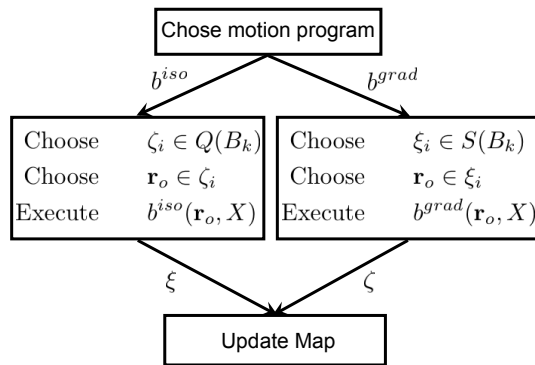 Chose motion program
b^{iso} b^{grad}
Choose ζ_i ∈ Q(B_k)
Choose r_o ∈ ζ_i
Execute b^{iso}(r_o, X)
Choose ξ_i ∈ S(B_k)
Choose r_o ∈ ξ_i
Execute b^{grad}(r_o, X)
ξ ζ
Update Map